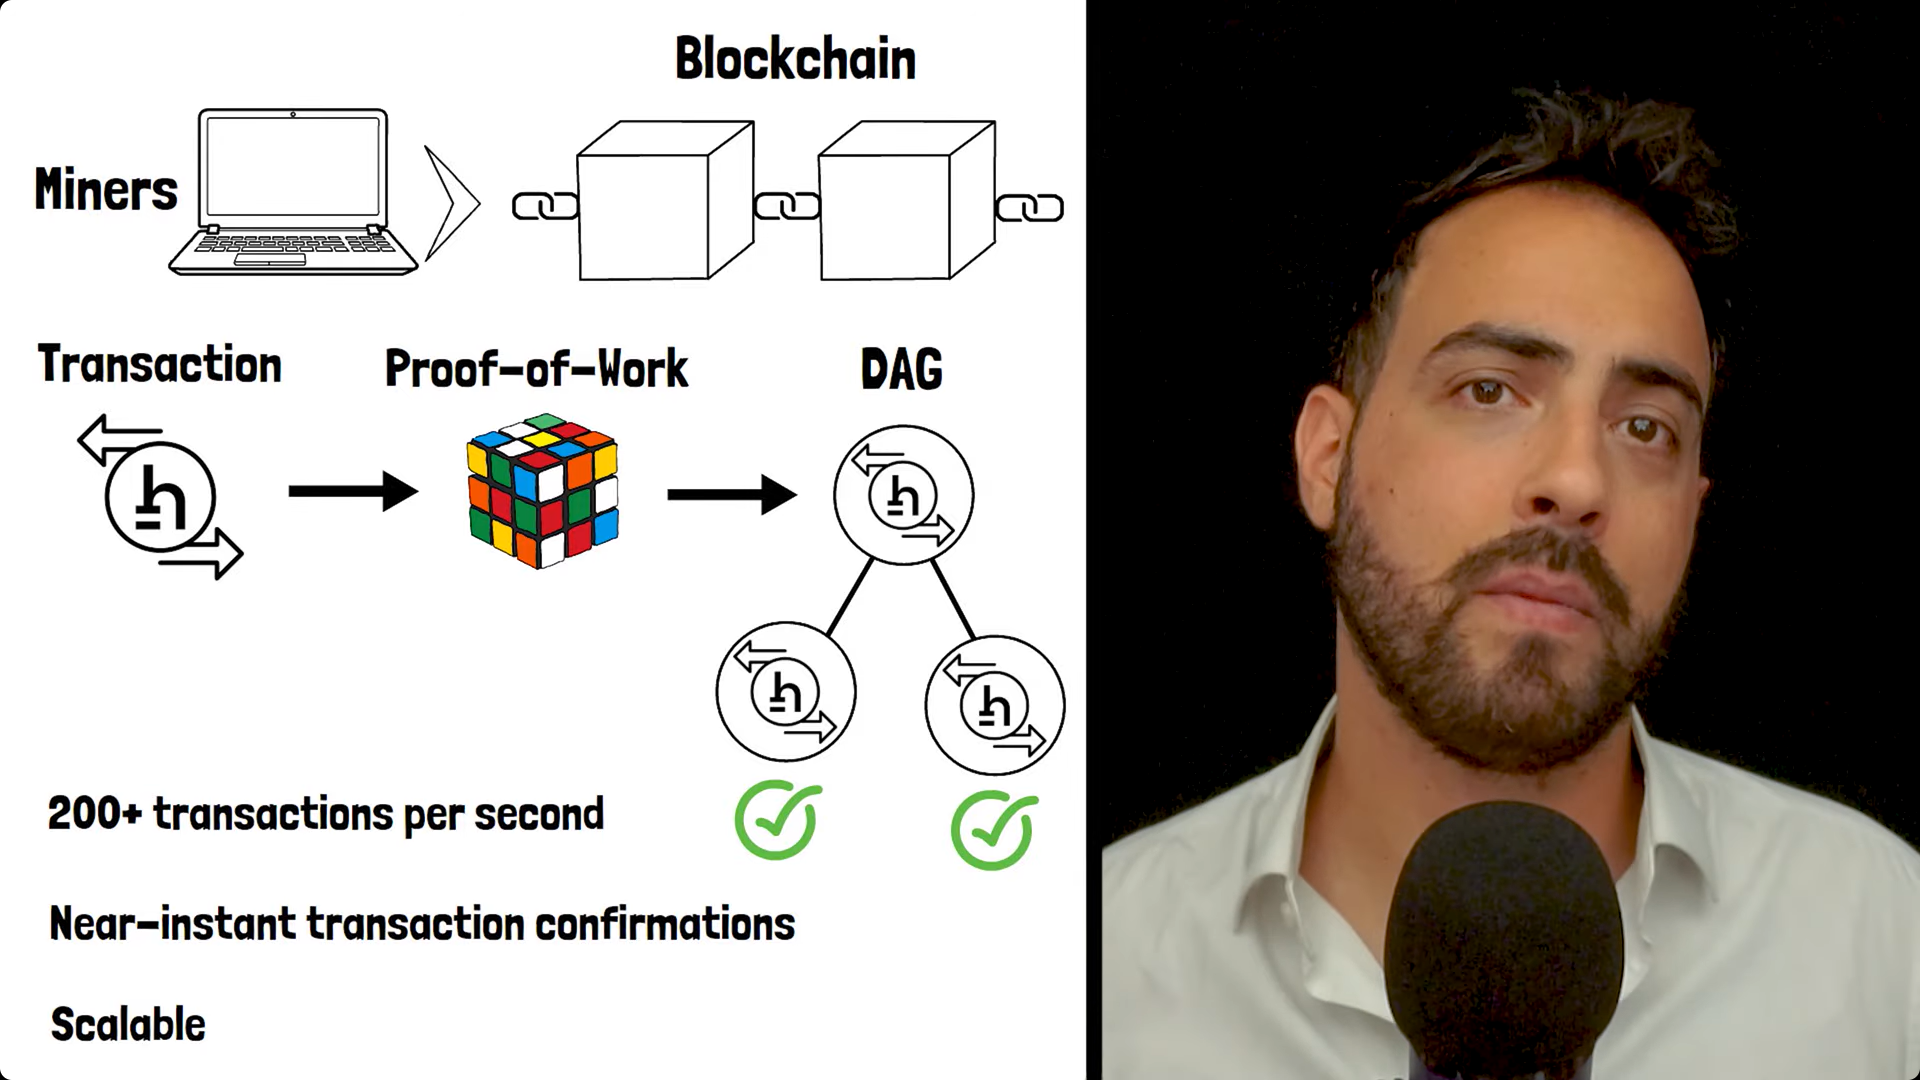 Blockchain
Miners
Transaction
Proof-of-Work
DAG
200+ transactions per second
Near-instant transaction confirmations
Scalable